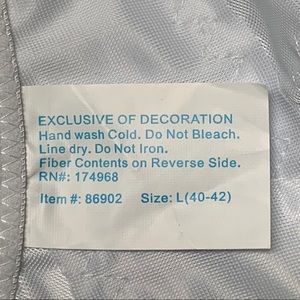 EXCLUSIVE OF DECORATION
Hand wash Cold. Do Not Bleach.
Line dry. Do Not Iron.
Fiber Contents on Reverse Side.
RN#: 174968
Item #: 86902 Size: L(40-42)